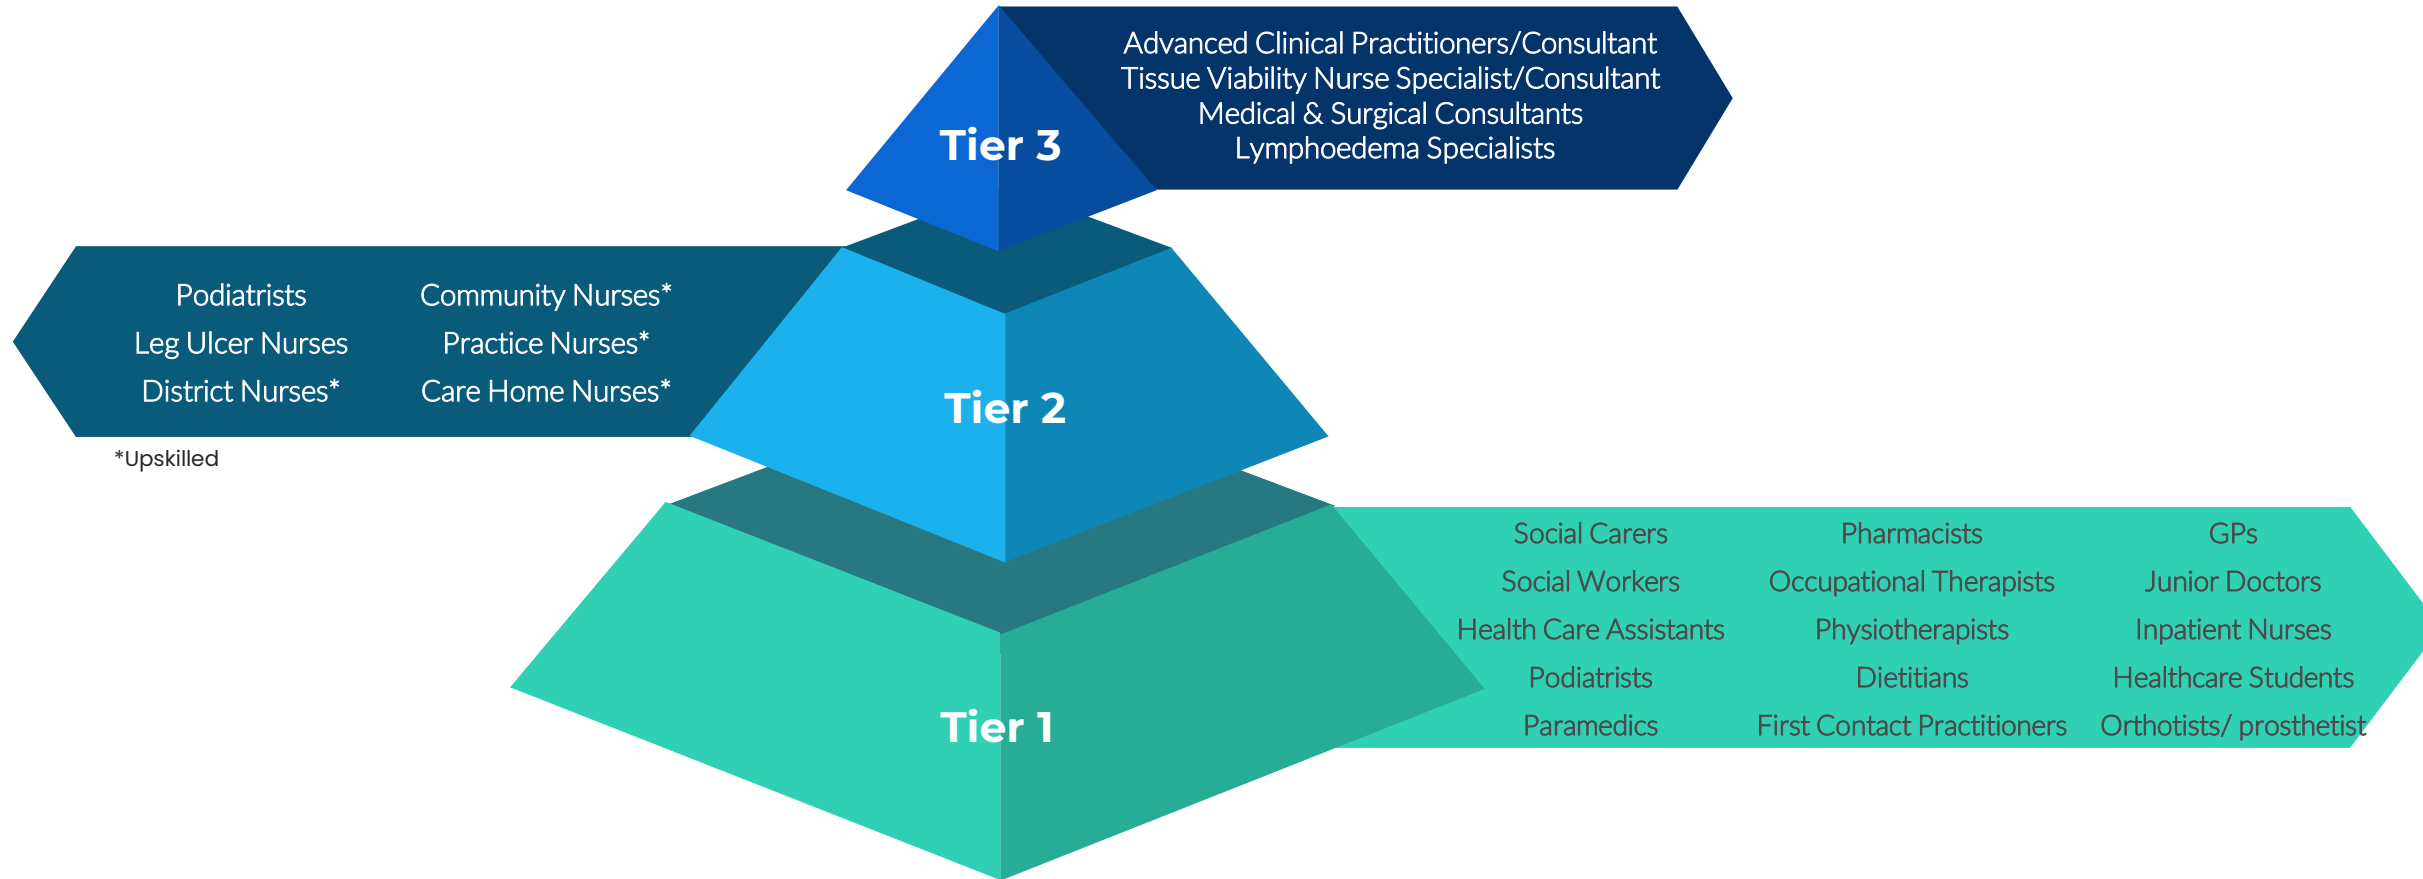 Advanced Clinical Practitioners/Consultant
Tissue Viability Nurse Specialist/Consultant
Medical & Surgical Consultants
Lymphoedema Specialists
Tier 3
Podiatrists
Leg Ulcer Nurses
District Nurses*
Community Nurses*
Practice Nurses*
Care Home Nurses*
Tier 2
*Upskilled
Social Carers
Social Workers
Health Care Assistants
Podiatrists
Paramedics
Pharmacists
Occupational Therapists
Physiotherapists
Dietitians
First Contact Practitioners
GPs
Junior Doctors
Inpatient Nurses
Healthcare Students
Orthotists/ prosthetist
Tier 1